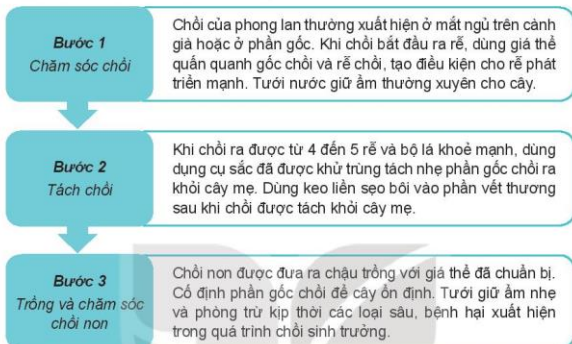 Bước 1
Chăm sóc chồi
Chồi của phong lan thường xuất hiện ở mắt ngủ trên cành
già hoặc ở phần gốc. Khi chồi bắt đầu ra rễ, dùng giá thể
quấn quanh gốc chồi và rễ chồi, tạo điều kiện cho rễ phát
triển mạnh. Tưới nước giữ ẩm thường xuyên cho cây.
Bước 2
Tách chồi
Khi chồi ra được từ 4 đến 5 rễ và bộ lá khoẻ mạnh, dùng
dụng cụ sắc đã được khử trùng tách nhẹ phần gốc chồi ra
khỏi cây mẹ. Dùng keo liền sẹo bôi vào phần vết thương
sau khi chồi được tách khỏi cây mẹ.
Bước 3
Trồng và chăm sóc
chồi non
Chồi non được đưa ra chậu trồng với giá thể đã chuẩn bị.
Cố định phần gốc chồi để cây ổn định. Tưới giữ ẩm nhẹ
và phòng trừ kịp thời các loại sâu, bệnh hại xuất hiện
trong quá trình chồi sinh trưởng.